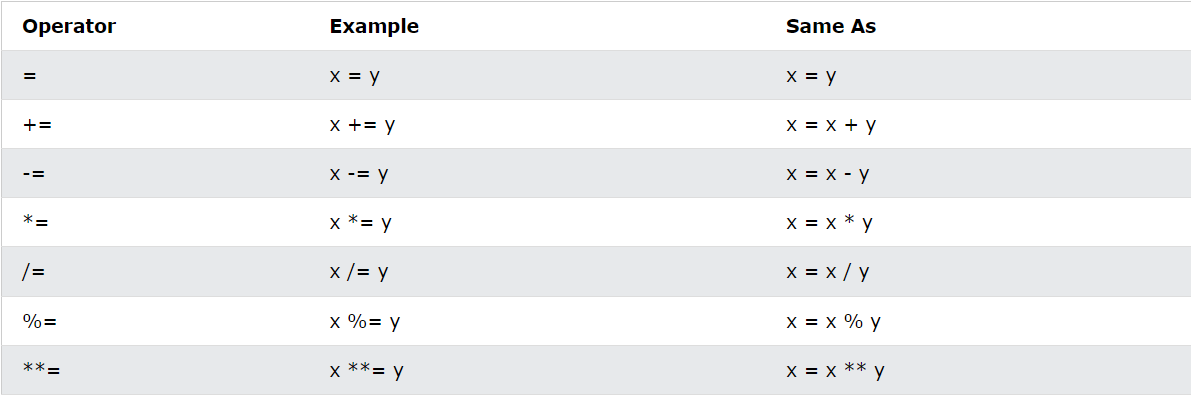 Operator Example Same As
= x = y x = y
+= x += y x = x + y
-= x -= y x = x - y
*= x *= y x = x * y
/= x /= y x = x / y
%= x %= y x = x % y
**= x **= y x = x ** y